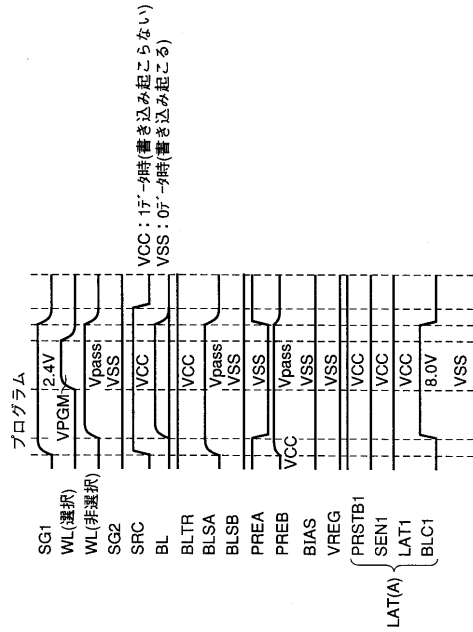 プログラム
SG1 2.4V
WL(選択) VPGM
WL(非選択) Vpass
SG2 VSS
SRC VCC
VCC：1データ時(書き込み起こらない)
BL
VSS：0データ時(書き込み起こる)
BLTR VCC
BLSA Vpass
BLSB VSS
PREA VSS
PREB Vpass
VCC
BIAS VSS
VREG VSS
PRSTB1 VCC
SEN1 VCC
LAT1 VCC
BLC1 8.0V
LAT(A)
VSS